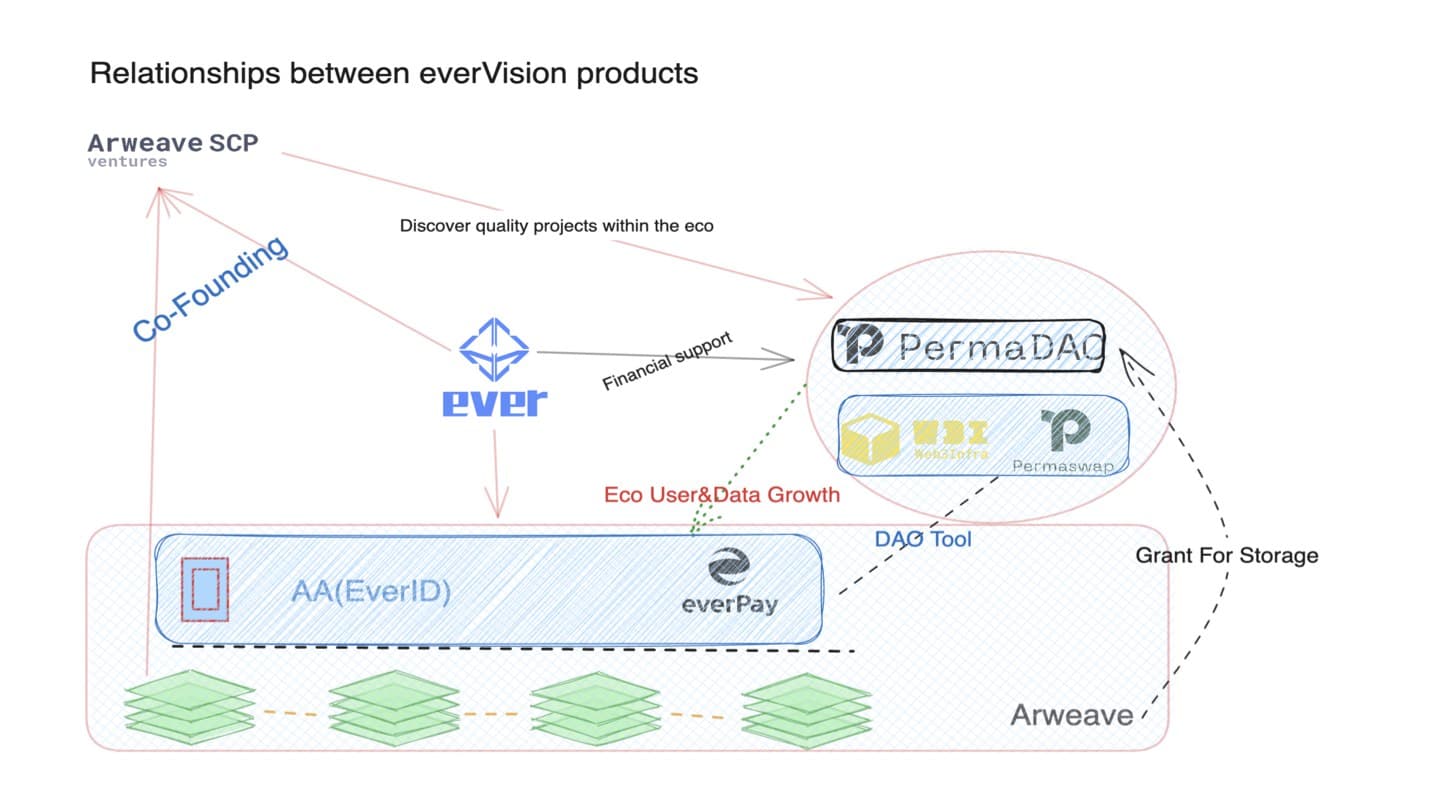 Relationships between everVision products
Arweave SCP
ventures
Discover quality projects within the eco
Co-Founding
ever
Financial support
PermaDAO
W3I
Web3Infra
Permaswap
Eco User&Data Growth
DAO Tool
Grant For Storage
AA(EverID)
everPay
Arweave